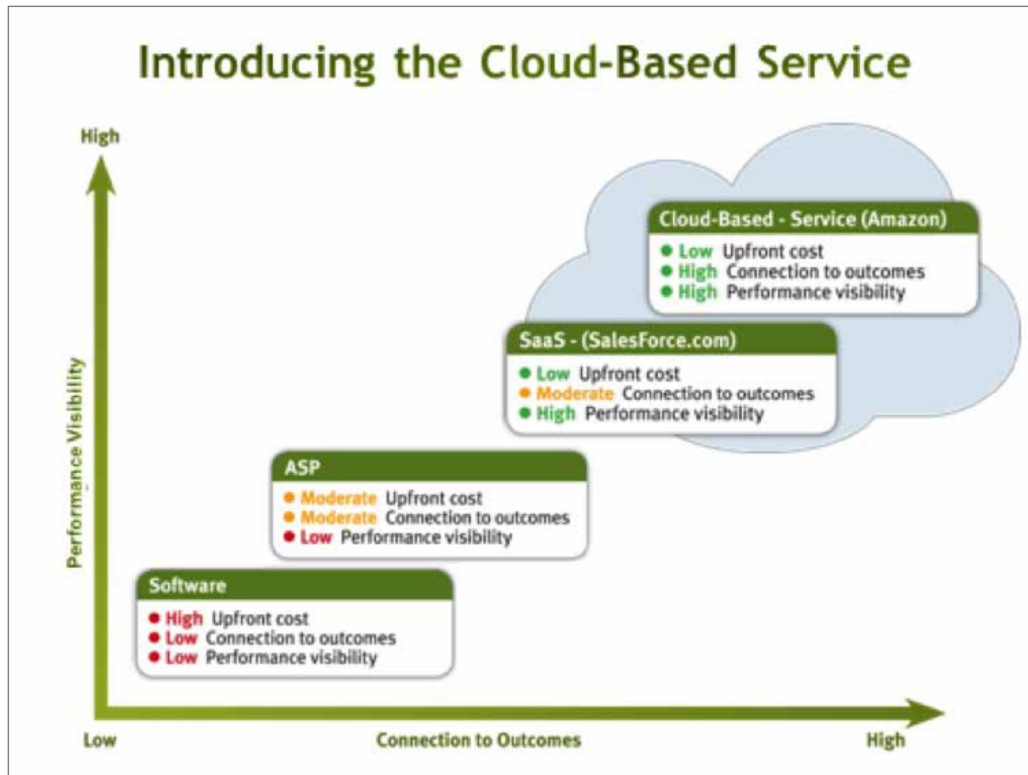 Introducing the Cloud-Based Service
High
Cloud-Based - Service (Amazon)
Low Upfront cost
High Connection to outcomes
High Performance visibility
SaaS - (SalesForce.com)
Low Upfront cost
Moderate Connection to outcomes
High Performance visibility
Performance Visibility
ASP
Moderate Upfront cost
Moderate Connection to outcomes
Low Performance visibility
Software
High Upfront cost
Low Connection to outcomes
Low Performance visibility
Low
Connection to Outcomes
High